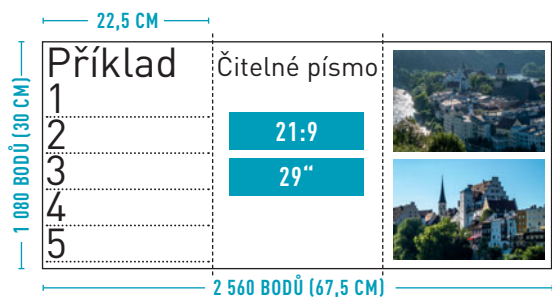 22,5 CM
Příklad
1
2
3
4
5
Čitelné písmo
21:9
29“
1 080 BODŮ (30 CM)
2 560 BODŮ (67,5 CM)